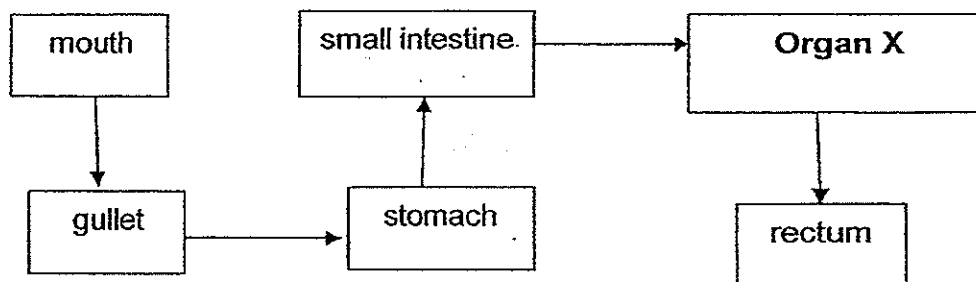 mouth
small intestine.
Organ X
gullet
stomach
rectum